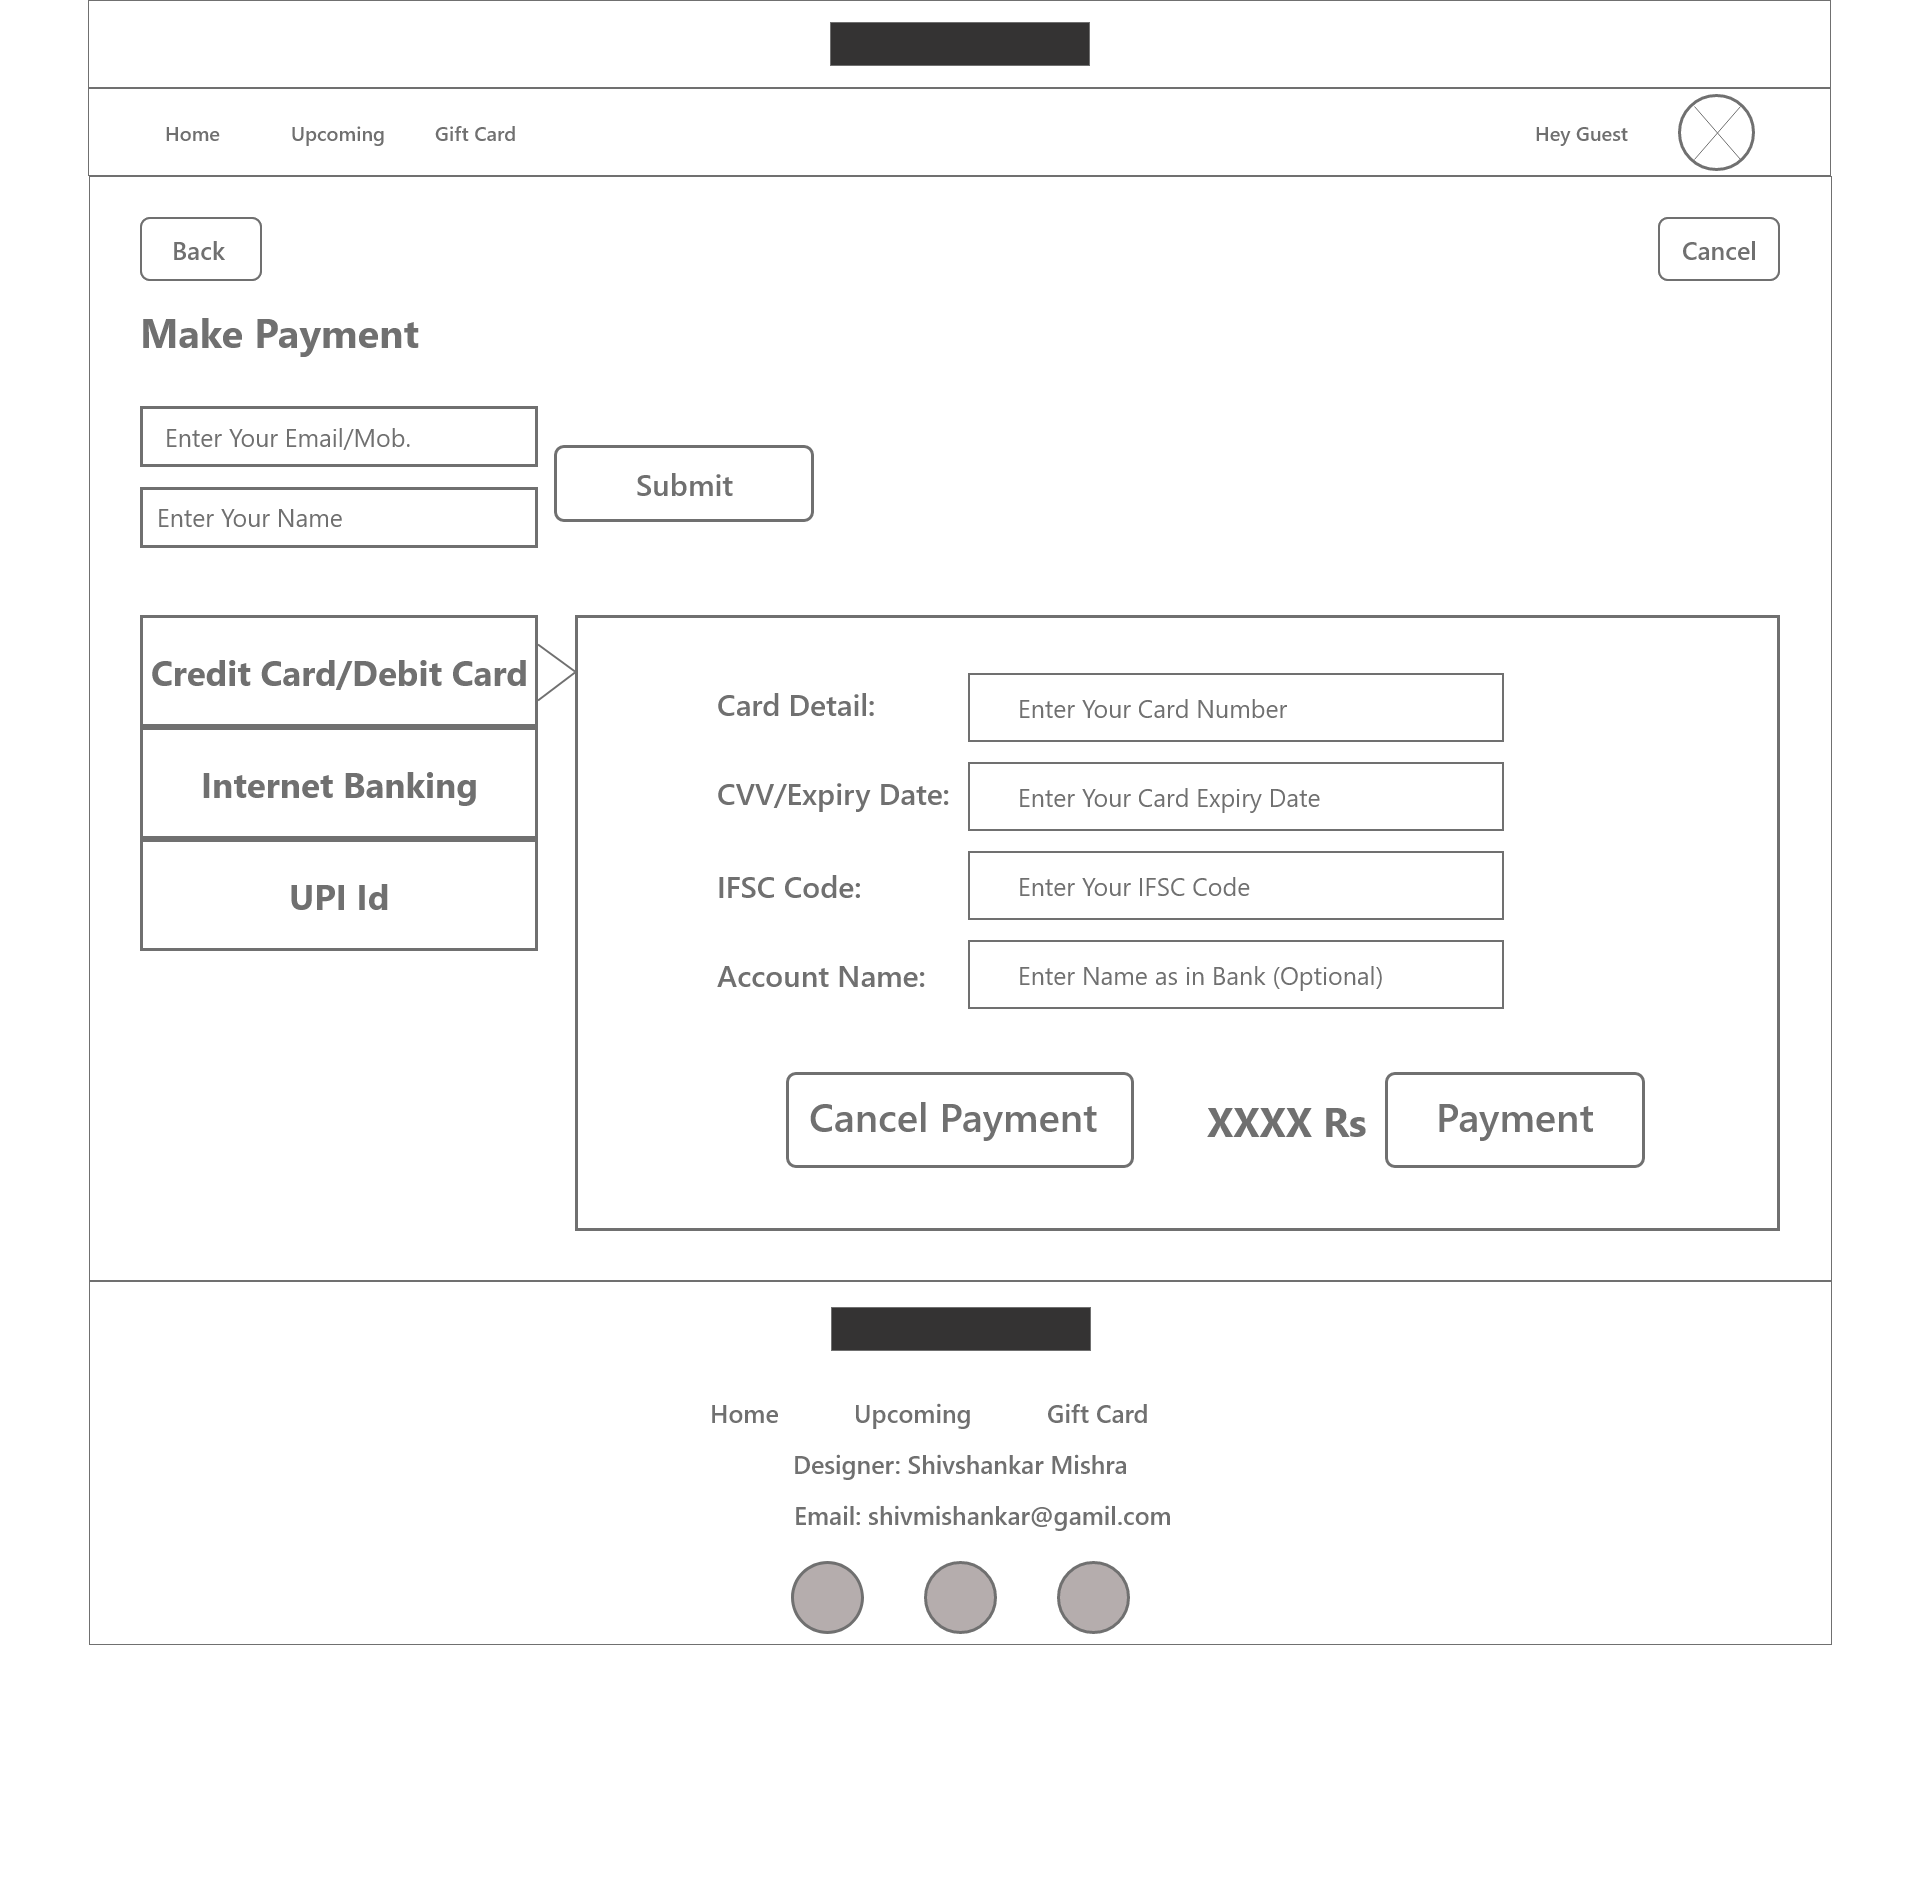 Home Upcoming Gift Card Hey Guest
Back Cancel
Make Payment
Enter Your Email/Mob.
Submit
Enter Your Name
Credit Card/Debit Card
Internet Banking
UPI Id
Card Detail: Enter Your Card Number
CVV/Expiry Date: Enter Your Card Expiry Date
IFSC Code: Enter Your IFSC Code
Account Name: Enter Name as in Bank (Optional)
Cancel Payment XXXX Rs Payment
Home Upcoming Gift Card
Designer: Shivshankar Mishra
Email: shivmishankar@gamil.com